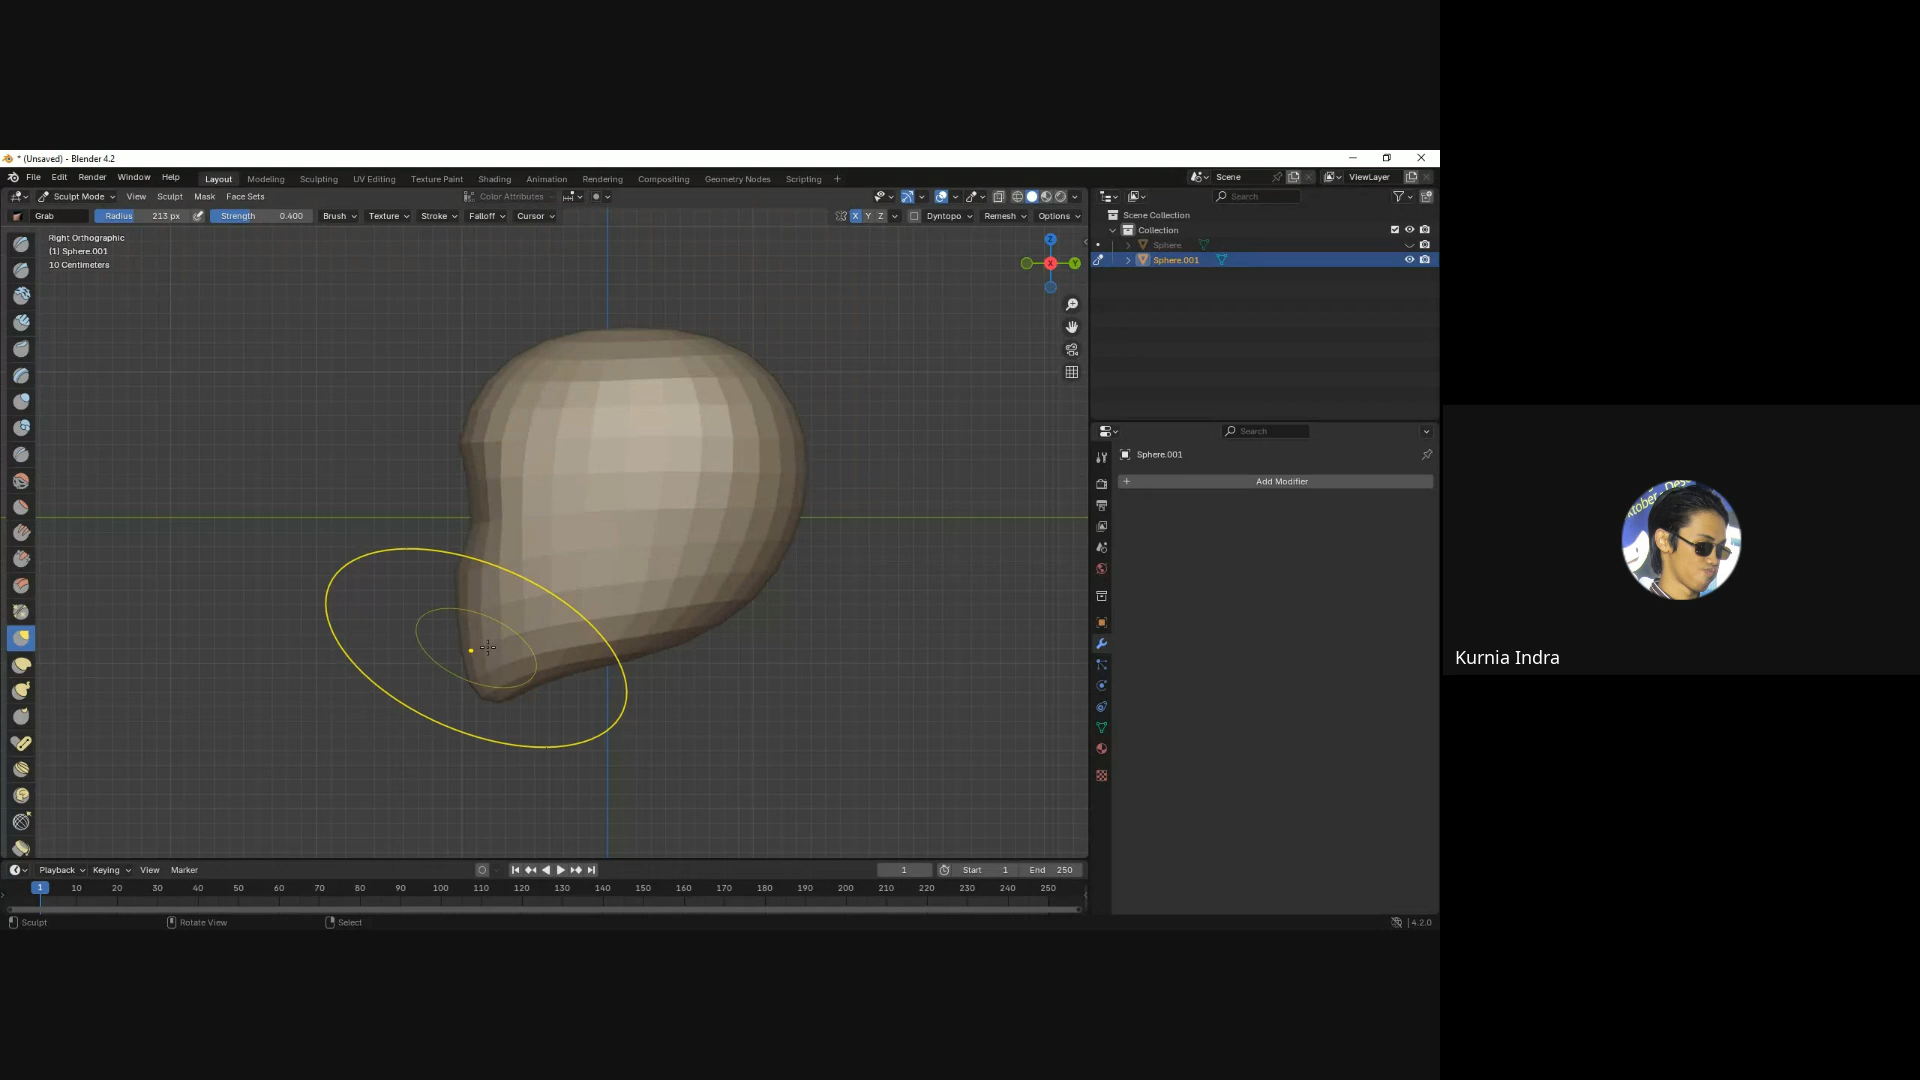 * (Unsaved) - Blender 4.2
File Edit Render Window Help Layout Modeling Sculpting UV Editing Texture Paint Shading Animation Rendering Compositing Geometry Nodes Scripting + Scene ViewLayer
Sculpt Mode View Sculpt Mask Face Sets Color Attributes Search
Grab Radius 213 px Strength 0.400 Brush Texture Stroke Falloff Cursor X Y Z Dyntopo Remesh Options Scene Collection
Collection
Right Orthographic
(1) Sphere.001
10 Centimeters
Z
X
Y
Sphere
Sphere.001
Search
Sphere.001
+ Add Modifier
Oktober
Kurnia Indra
Playback Keying View Marker 1 Start 1 End 250
1 10 20 30 40 50 60 70 80 90 100 110 120 130 140 150 160 170 180 190 200 210 220 230 240 250
Sculpt Rotate View Select 4.2.0